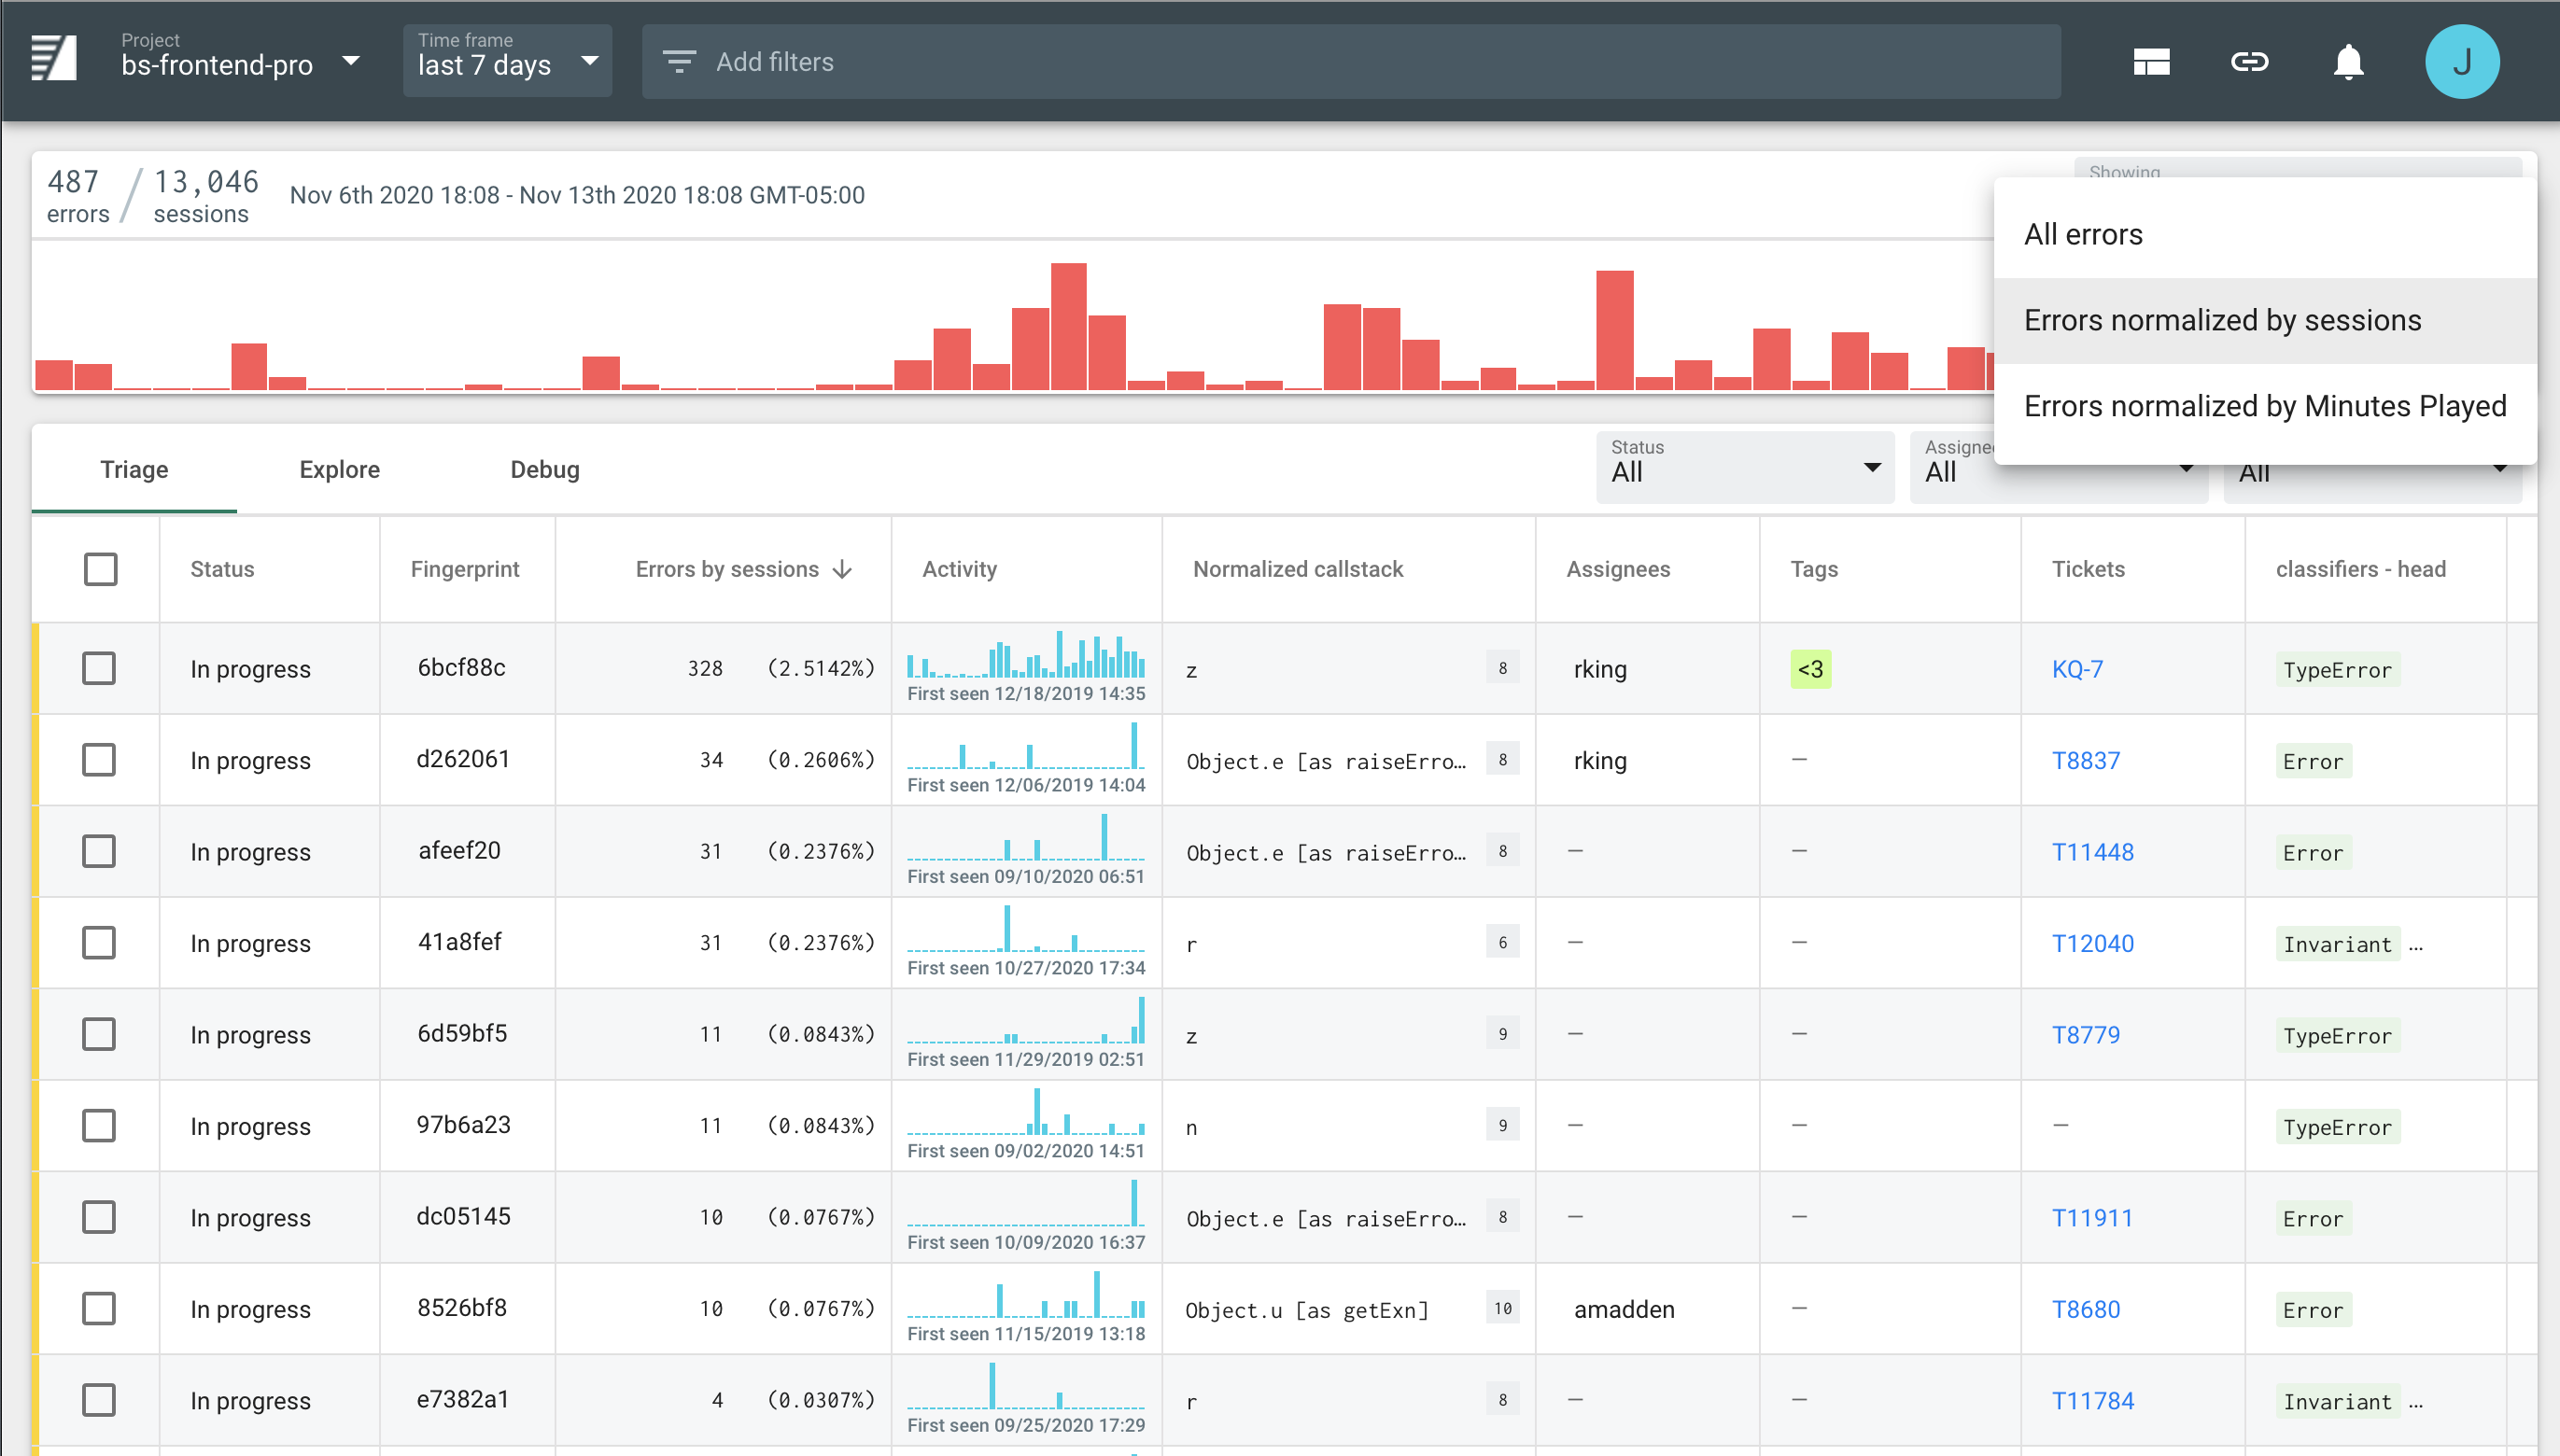 Project
bs-frontend-pro
Time frame
last 7 days
Add filters
J
487 / 13,046
errors sessions
Nov 6th 2020 18:08 - Nov 13th 2020 18:08 GMT-05:00
Showing
All errors
Errors normalized by sessions
Errors normalized by Minutes Played
Triage Explore Debug
Status
All
Assignee
All
All
Status Fingerprint Errors by sessions Activity Normalized callstack Assignees Tags Tickets classifiers - head
In progress 6bcf88c 328 (2.5142%) z 8 rking <3 KQ-7 TypeError
First seen 12/18/2019 14:35
In progress d262061 34 (0.2606%) Object.e [as raiseErro… 8 rking – T8837 Error
First seen 12/06/2019 14:04
In progress afeef20 31 (0.2376%) Object.e [as raiseErro… 8 – – T11448 Error
First seen 09/10/2020 06:51
In progress 41a8fef 31 (0.2376%) r 6 – – T12040 Invariant ...
First seen 10/27/2020 17:34
In progress 6d59bf5 11 (0.0843%) z 9 – – T8779 TypeError
First seen 11/29/2019 02:51
In progress 97b6a23 11 (0.0843%) n 9 – – – TypeError
First seen 09/02/2020 14:51
In progress dc05145 10 (0.0767%) Object.e [as raiseErro… 8 – – T11911 Error
First seen 10/09/2020 16:37
In progress 8526bf8 10 (0.0767%) Object.u [as getExn] 10 amadden – T8680 Error
First seen 11/15/2019 13:18
In progress e7382a1 4 (0.0307%) r 8 – – T11784 Invariant ...
First seen 09/25/2020 17:29